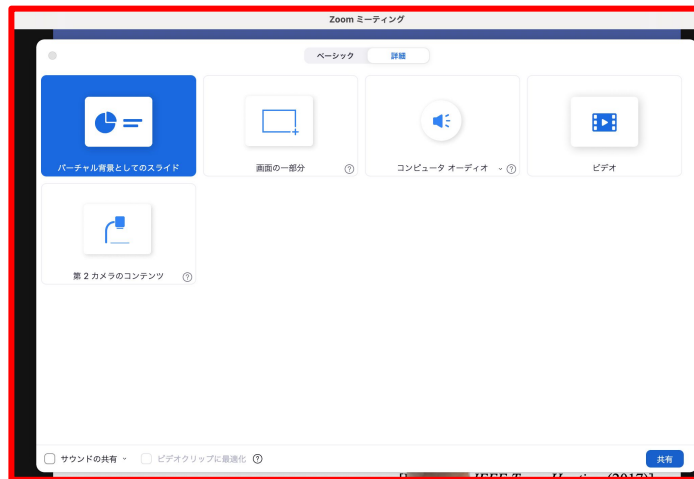 Zoom ミーティング
ベーシック 詳細
バーチャル背景としてのスライド
画面の一部分
コンピュータ オーディオ
ビデオ
第 2 カメラのコンテンツ
サウンドの共有
ビデオクリップに最適化
共有